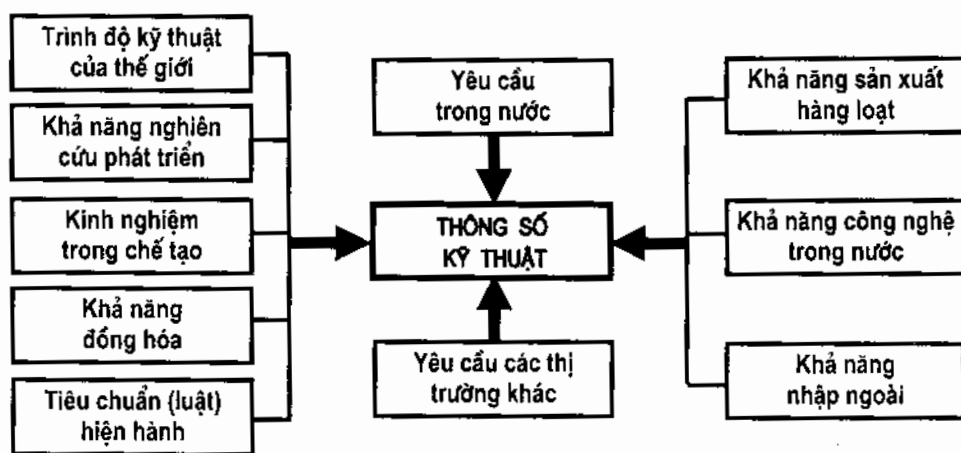 Trình độ kỹ thuật
của thế giới
Khả năng nghiên
cứu phát triển
Kinh nghiệm
trong chế tạo
Khả năng
đồng hóa
Tiêu chuẩn (luật)
hiện hành
Yêu cầu
trong nước
THÔNG SỐ
KỸ THUẬT
Yêu cầu các thị
trường khác
Khả năng sản xuất
hàng loạt
Khả năng công nghệ
trong nước
Khả năng
nhập ngoài